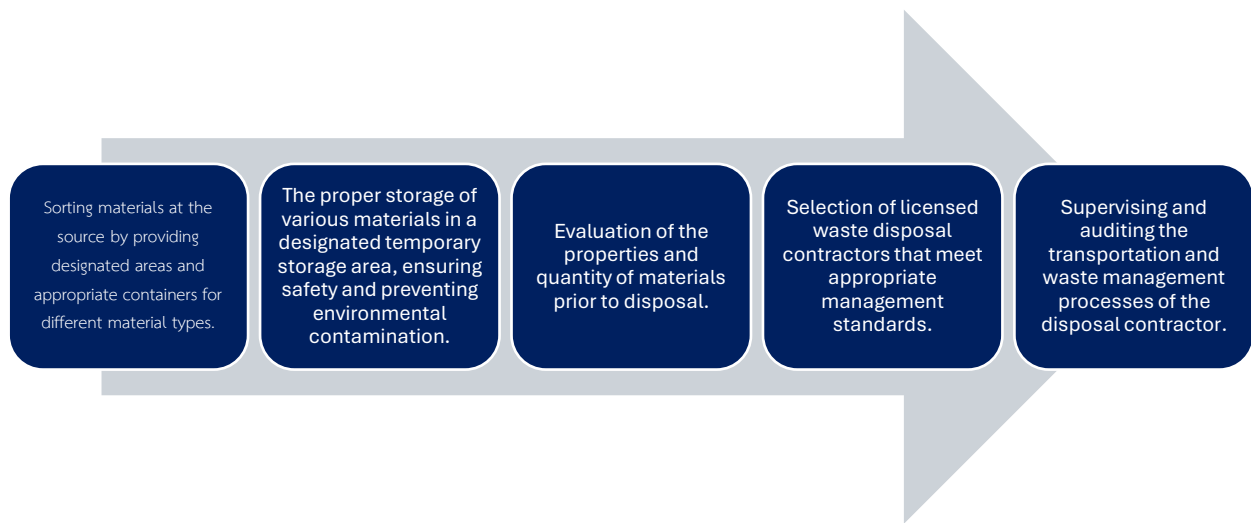 Sorting materials at the
source by providing
designated areas and
appropriate containers for
different material types.
The proper storage of
various materials in a
designated temporary
storage area, ensuring
safety and preventing
environmental
contamination.
Evaluation of the
properties and
quantity of materials
prior to disposal.
Selection of licensed
waste disposal
contractors that meet
appropriate
management
standards.
Supervising and
auditing the
transportation and
waste management
processes of the
disposal contractor.